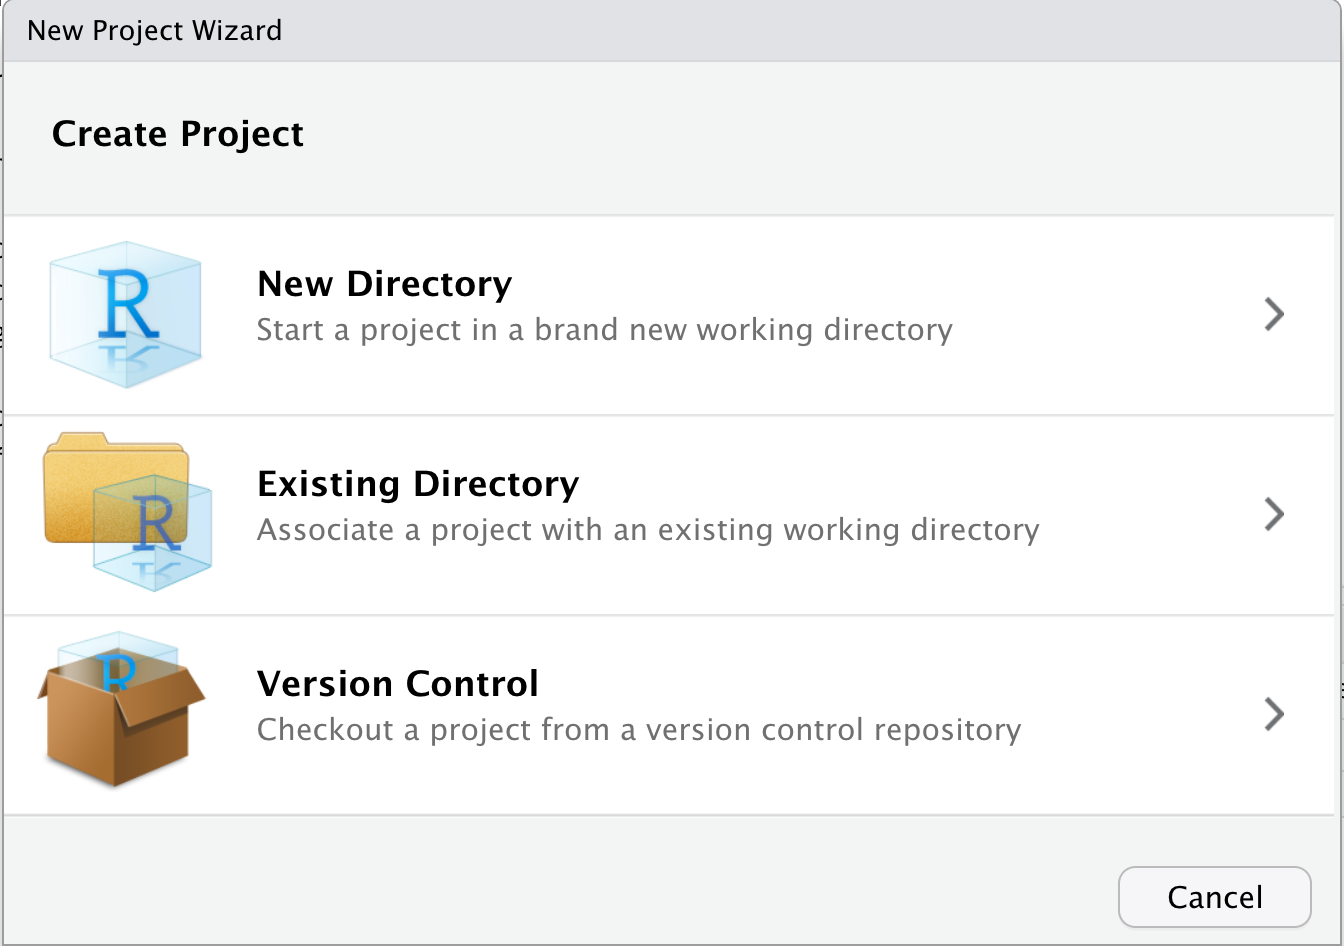 New Project Wizard
Create Project
R
New Directory
Start a project in a brand new working directory
R
Existing Directory
Associate a project with an existing working directory
R
Version Control
Checkout a project from a version control repository
Cancel